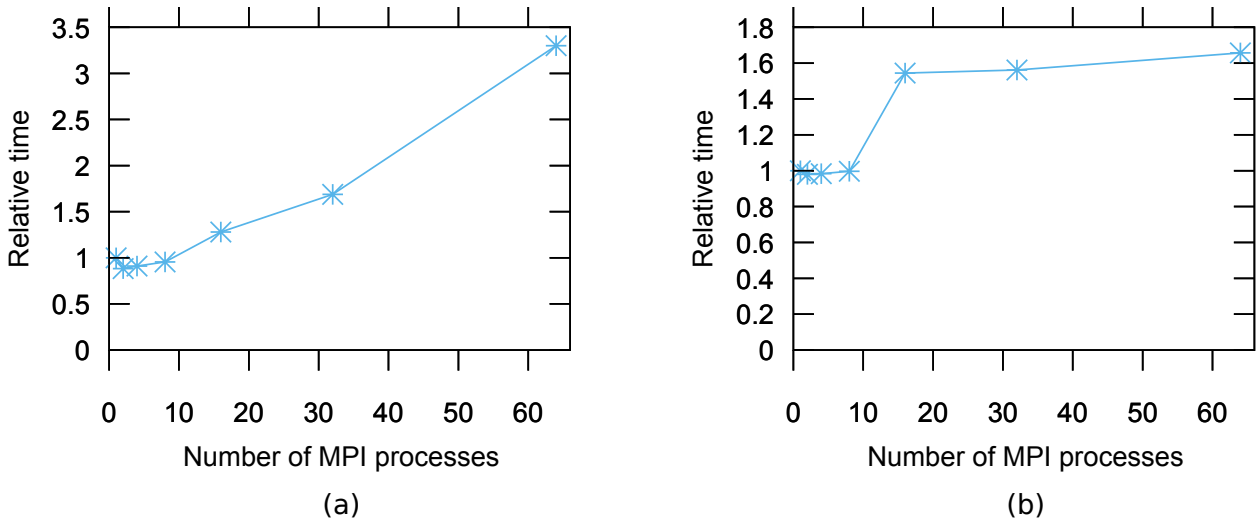 3.5
3
2.5
2
1.5
1
0.5
0
Relative time
0 10 20 30 40 50 60
Number of MPI processes
(a)
1.8
1.6
1.4
1.2
1
0.8
0.6
0.4
0.2
0
Relative time
0 10 20 30 40 50 60
Number of MPI processes
(b)